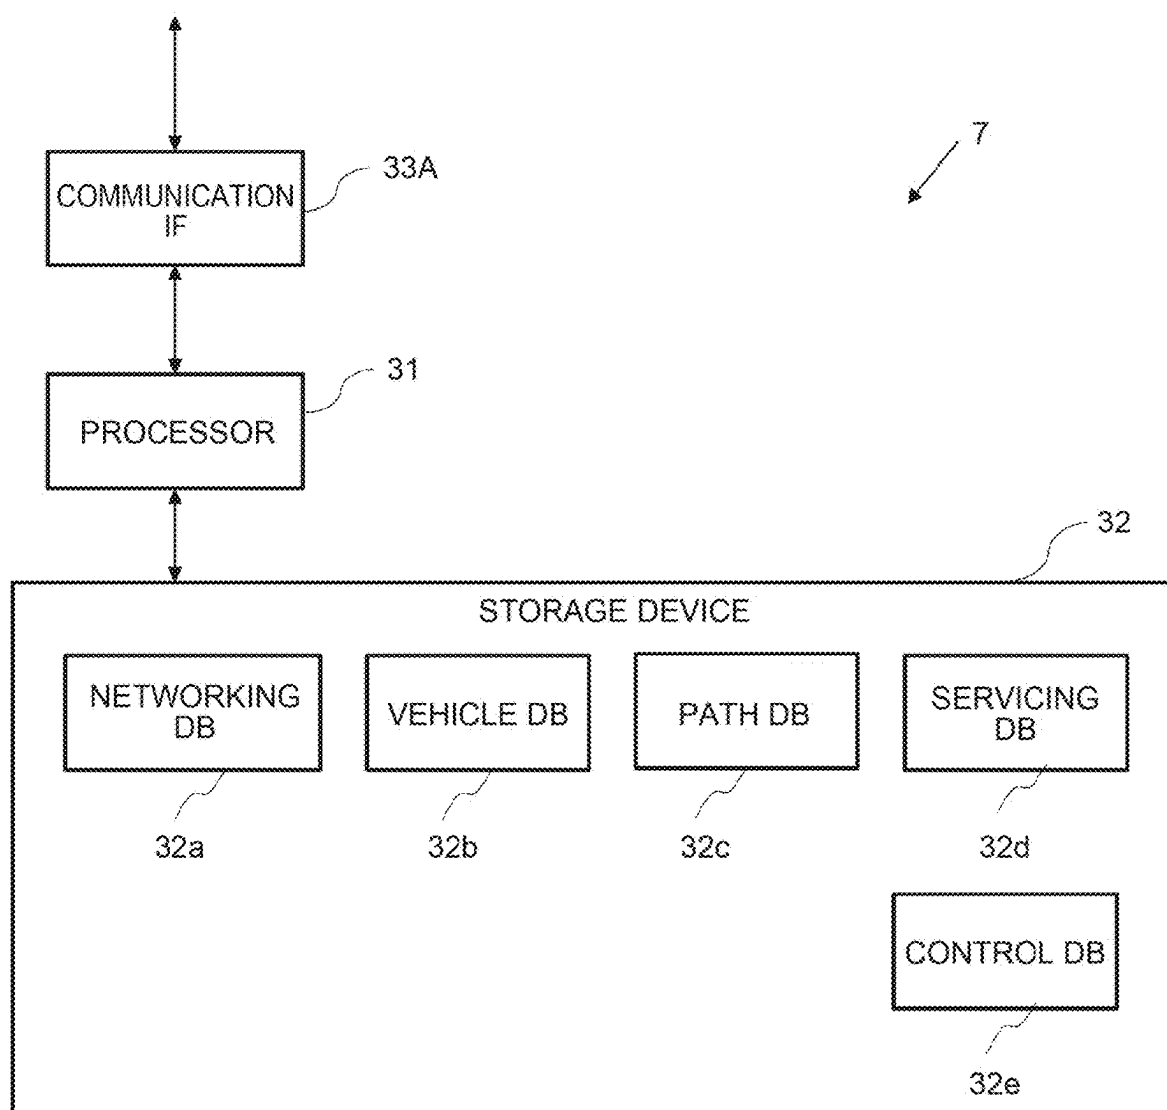 7
33A
COMMUNICATION
IF
31
PROCESSOR
32
STORAGE DEVICE
NETWORKING
DB
VEHICLE DB
PATH DB
SERVICING
DB
32a
32b
32c
32d
CONTROL DB
32e